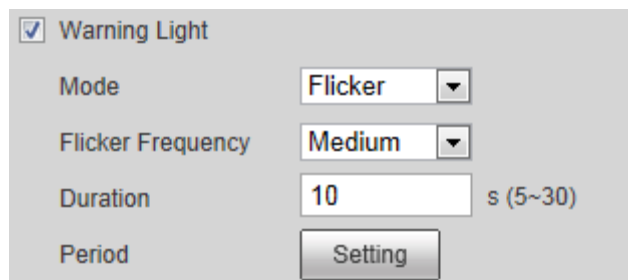 Warning Light
Mode Flicker
Flicker Frequency Medium
Duration 10 s (5~30)
Period Setting